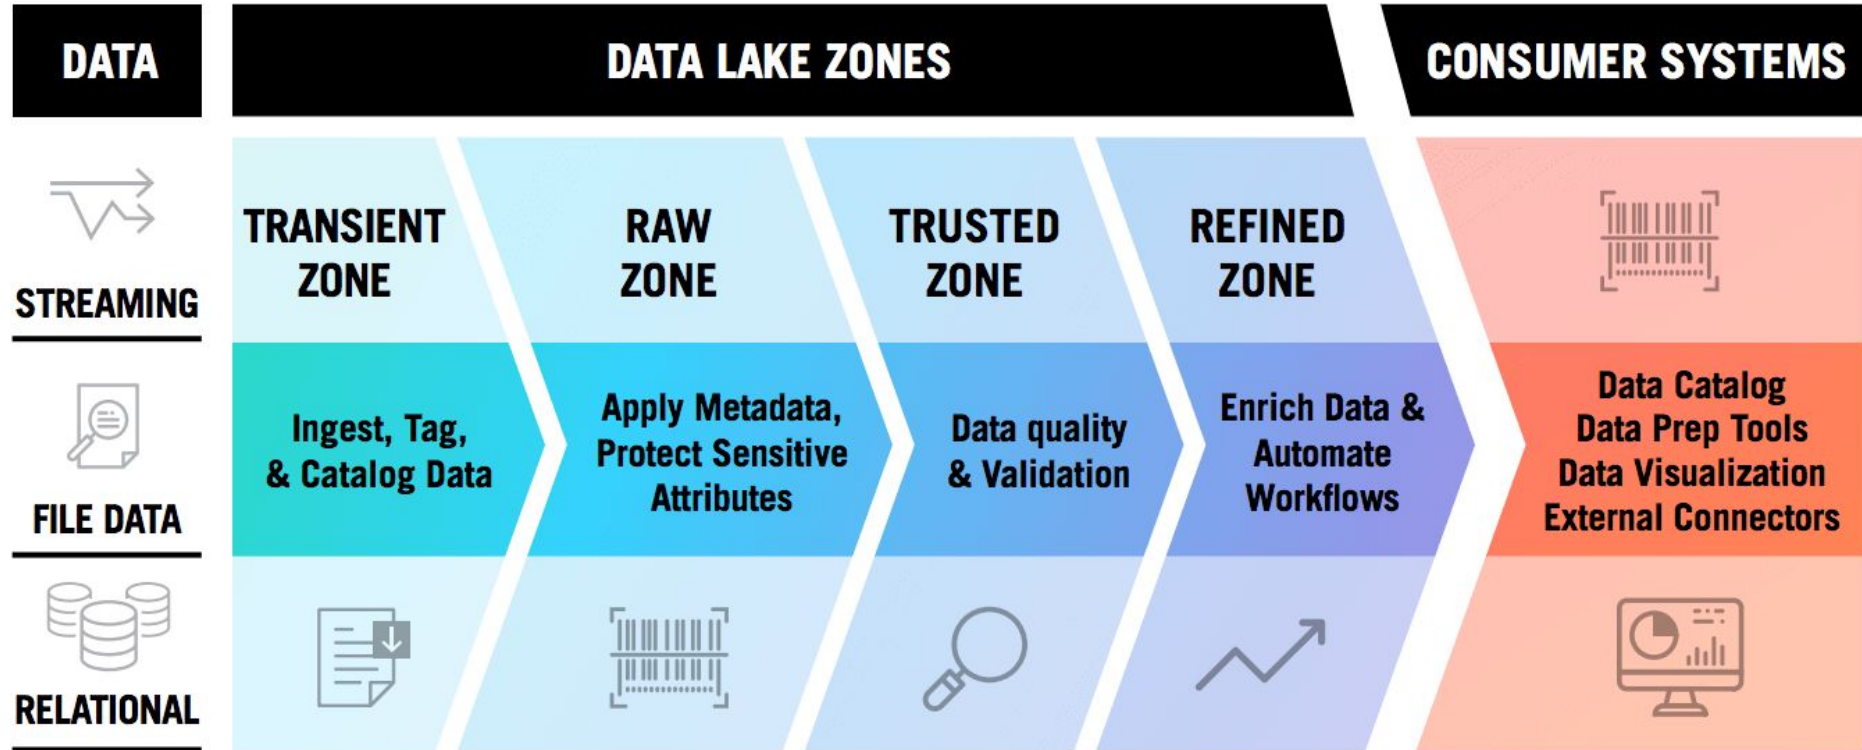 DATA
DATA LAKE ZONES
CONSUMER SYSTEMS
STREAMING
FILE DATA
RELATIONAL
TRANSIENT
ZONE
Ingest, Tag,
& Catalog Data
RAW
ZONE
Apply Metadata,
Protect Sensitive
Attributes
TRUSTED
ZONE
Data quality
& Validation
REFINED
ZONE
Enrich Data &
Automate
Workflows
Data Catalog
Data Prep Tools
Data Visualization
External Connectors